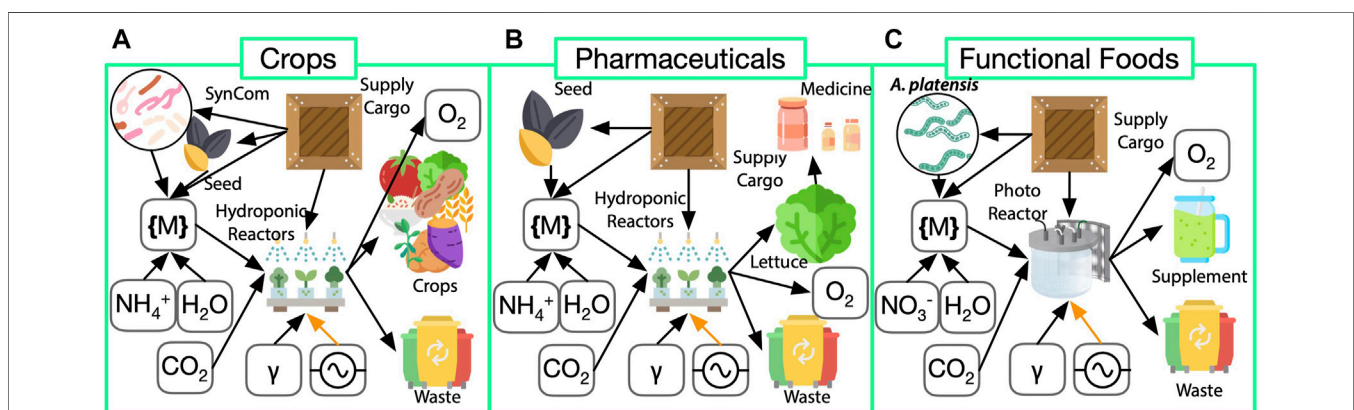 A
Crops
SynCom
Supply
Cargo
O2
Seed
{M}
Hydroponic
Reactors
NH4+
H2O
Crops
CO2
γ
Waste
B
Pharmaceuticals
Seed
Medicine
Supply
Cargo
Hydroponic
Reactors
{M}
Lettuce
NH4+
H2O
O2
CO2
γ
Waste
C
Functional Foods
A. platensis
Supply
Cargo
O2
Photo
Reactor
{M}
NO3-
H2O
Supplement
CO2
γ
Waste